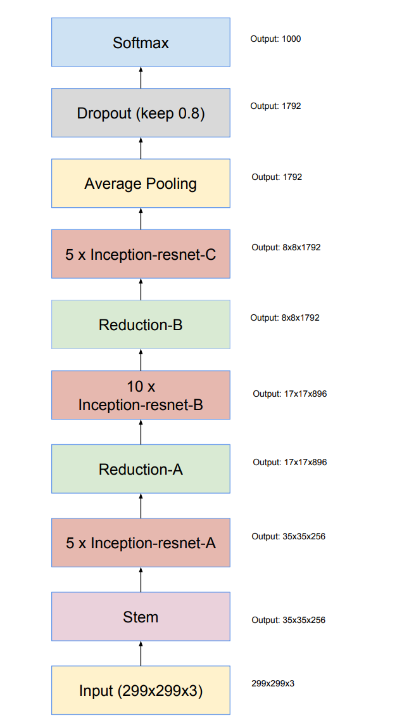 Softmax
Output: 1000
Dropout (keep 0.8)
Output: 1792
Average Pooling
Output: 1792
5 x Inception-resnet-C
Output: 8x8x1792
Reduction-B
Output: 8x8x1792
10 x
Inception-resnet-B
Output: 17x17x896
Reduction-A
Output: 17x17x896
5 x Inception-resnet-A
Output: 35x35x256
Stem
Output: 35x35x256
Input (299x299x3)
299x299x3